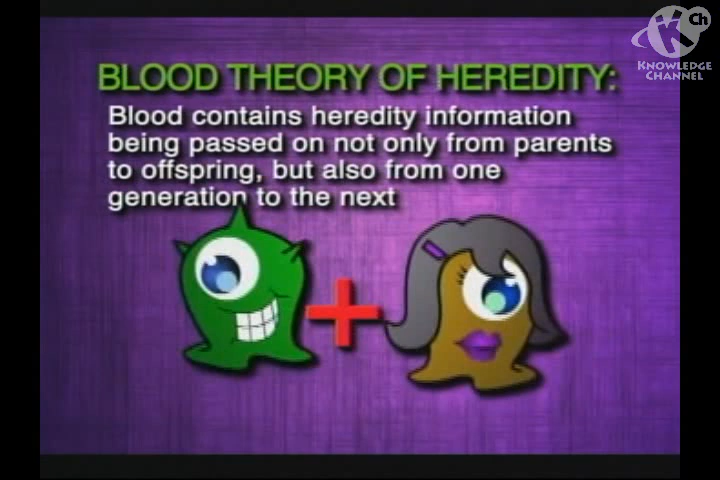 Ch
K
KNOWLEDGE
CHANNEL
BLOOD THEORY OF HEREDITY:
Blood contains heredity information
being passed on not only from parents
to offspring, but also from one
generation to the next